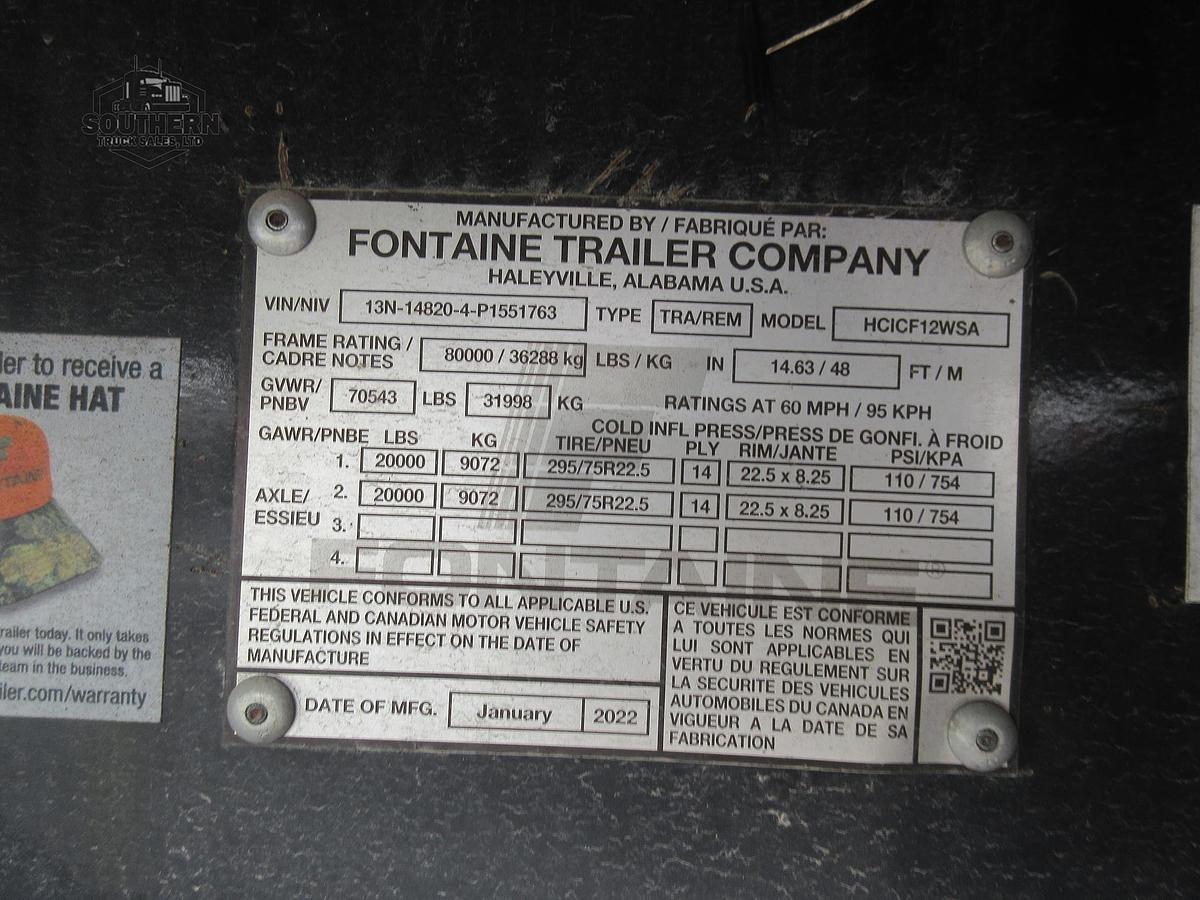 SOUTHERN
TRUCK SALES, LTD
MANUFACTURED BY / FABRIQUÉ PAR:
FONTAINE TRAILER COMPANY
HALEYVILLE, ALABAMA U.S.A.
VIN/NIV 13N-14820-4-P1551763 TYPE TRA/REM MODEL HCICF12WSA
FRAME RATING /
CADRE NOTES 80000 / 36288 kg LBS / KG IN 14.63 / 48 FT / M
GVWR/
PNBV 70543 LBS 31998 KG RATINGS AT 60 MPH / 95 KPH
COLD INFL PRESS/PRESS DE GONFI. À FROID
GAWR/PNBE LBS KG TIRE/PNEU PLY RIM/JANTE PSI/KPA
1. 20000 9072 295/75R22.5 14 22.5 x 8.25 110 / 754
AXLE/
ESSIEU
2. 20000 9072 295/75R22.5 14 22.5 x 8.25 110 / 754
3.
4.
FONTAINE®
THIS VEHICLE CONFORMS TO ALL APPLICABLE U.S.
FEDERAL AND CANADIAN MOTOR VEHICLE SAFETY
REGULATIONS IN EFFECT ON THE DATE OF
MANUFACTURE
DATE OF MFG. January 2022
CE VEHICULE EST CONFORME
A TOUTES LES NORMES QUI
LUI SONT APPLICABLES EN
VERTU DU REGULEMENT SUR
LA SECURITE DES VEHICULES
AUTOMOBILES DU CANADA EN
VIGUEUR A LA DATE DE SA
FABRICATION
to receive a
HAT
today. It only takes
you will be backed by the
team in the business.
iler.com/warranty